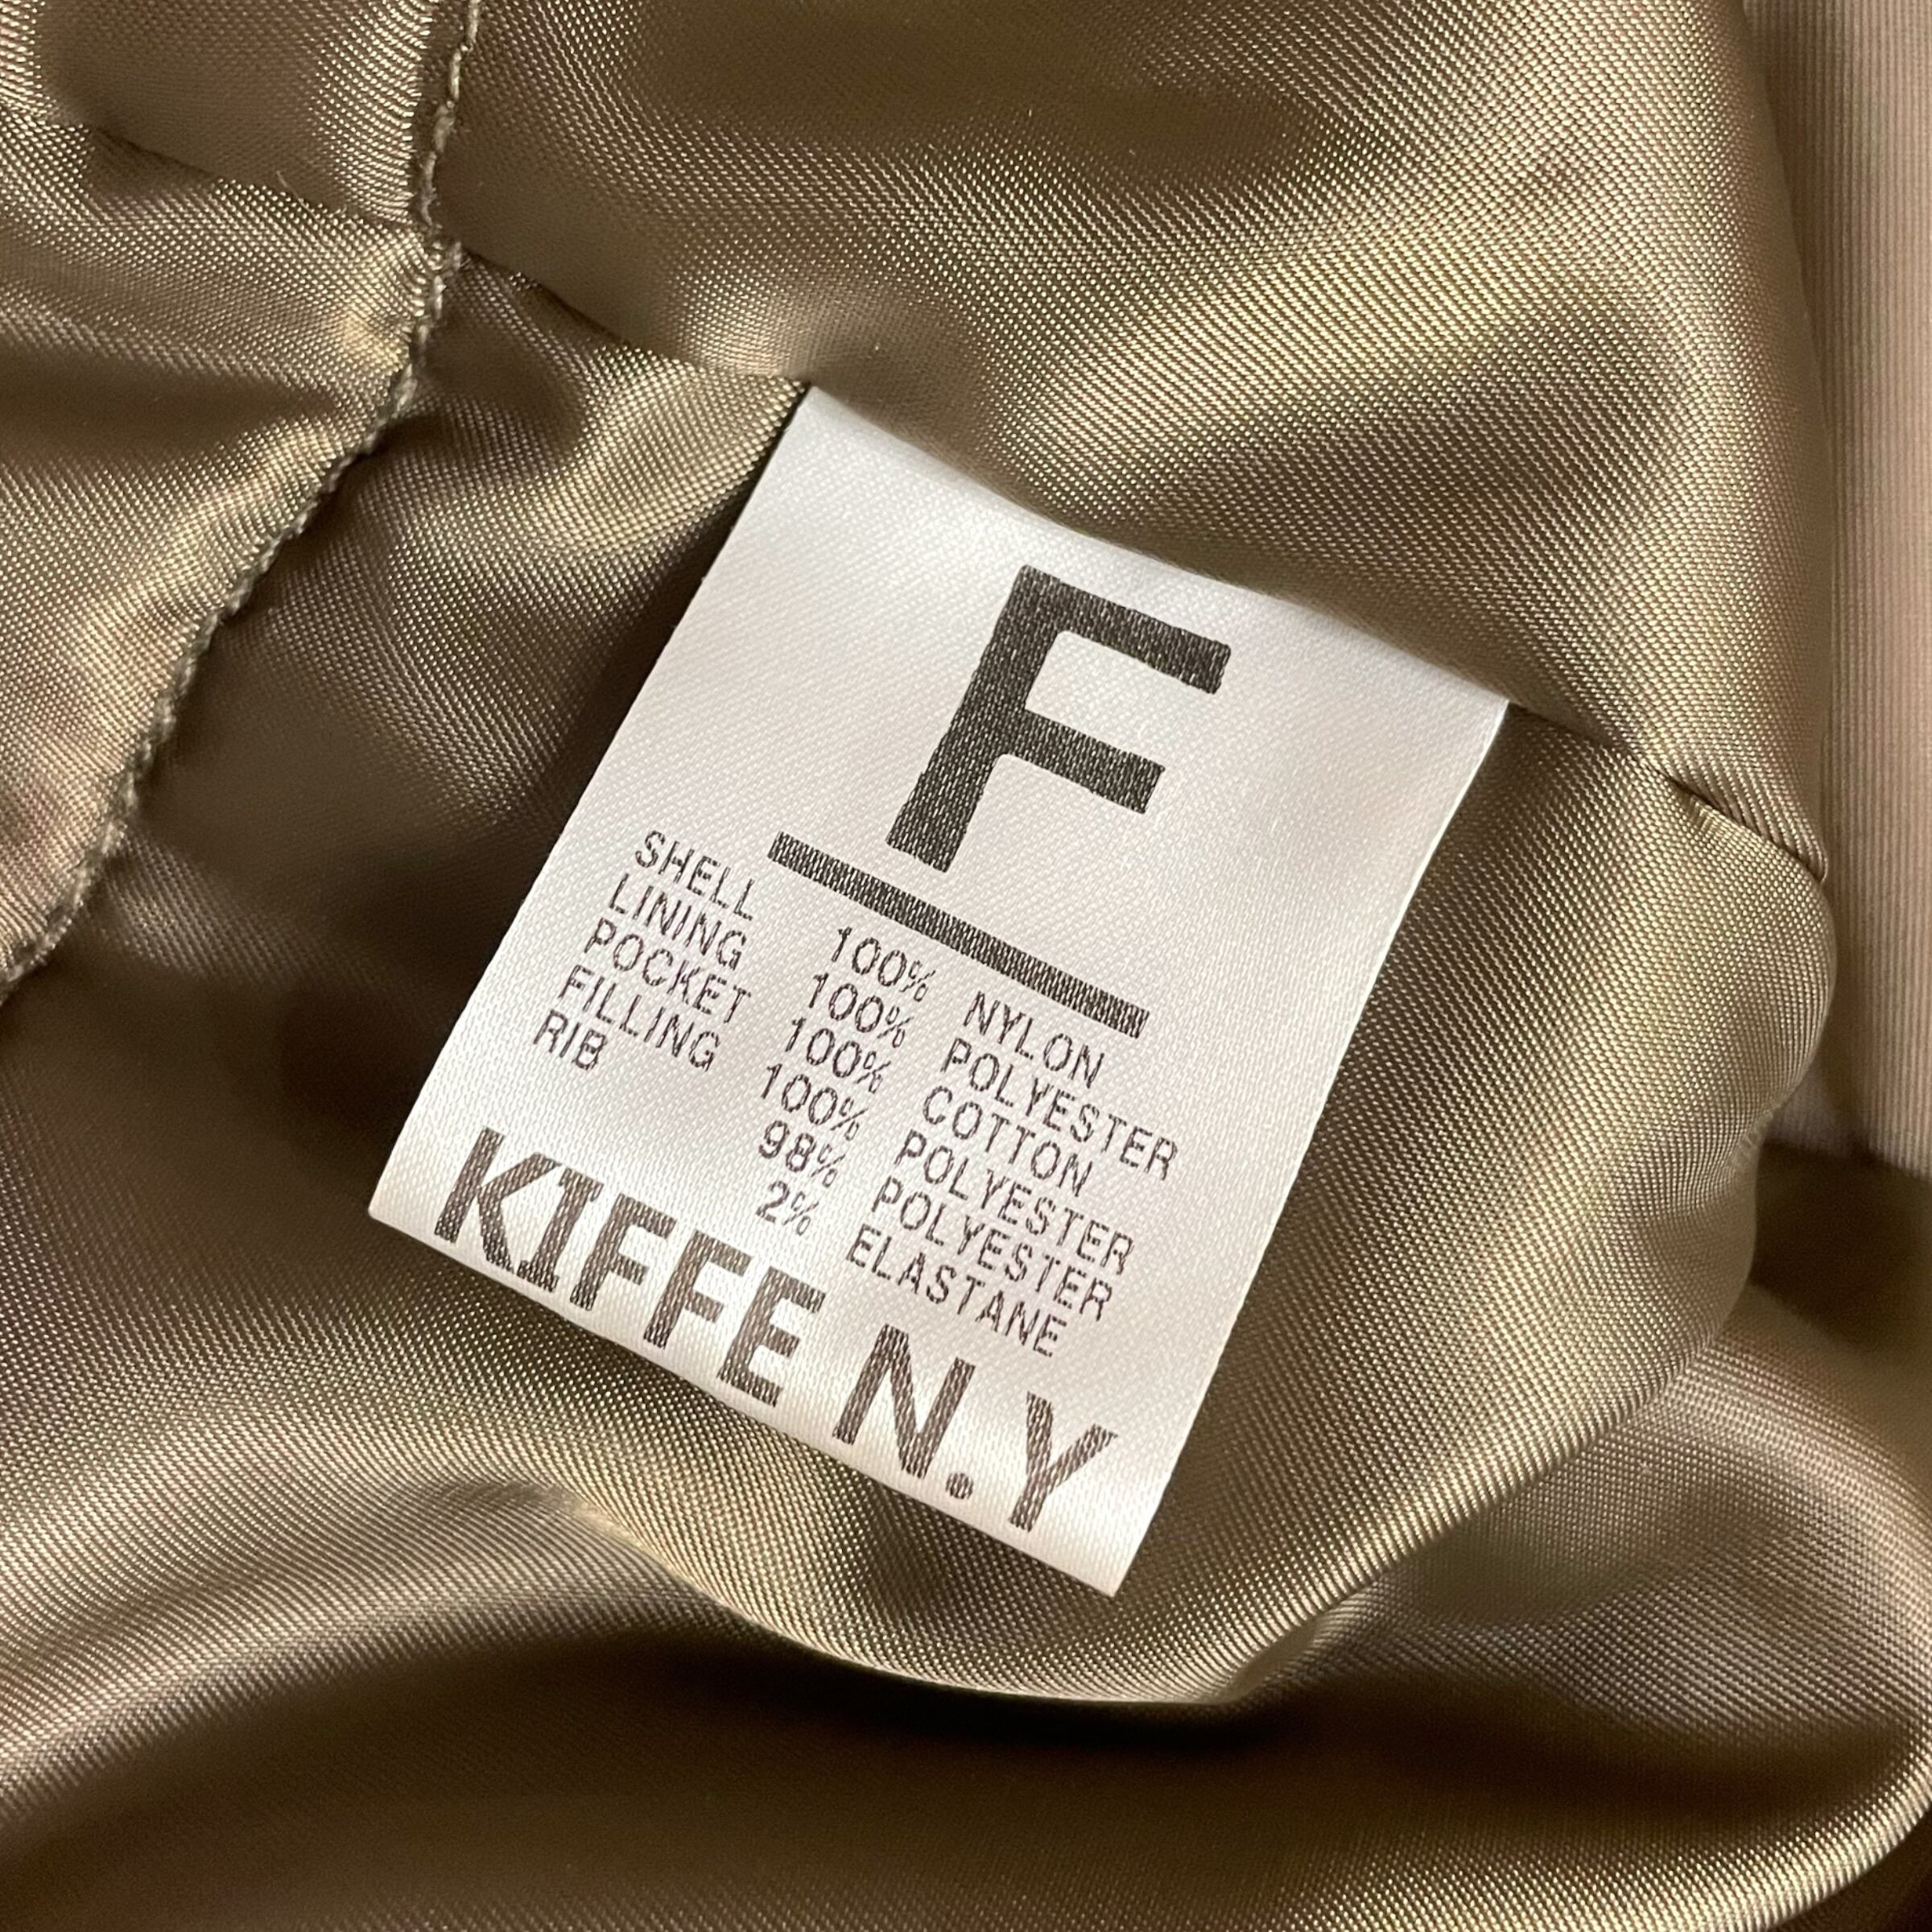 F
SHELL 100% NYLON
LINING 100% POLYESTER
POCKET 100% COTTON
FILLING 100% POLYESTER
RIB 98% POLYESTER
2% ELASTANE
KIFFE N.Y